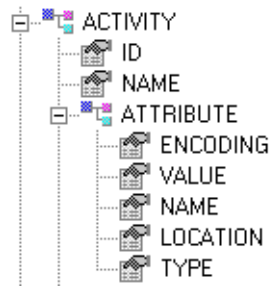 ACTIVITY
ID
NAME
ATTRIBUTE
ENCODING
VALUE
NAME
LOCATION
TYPE